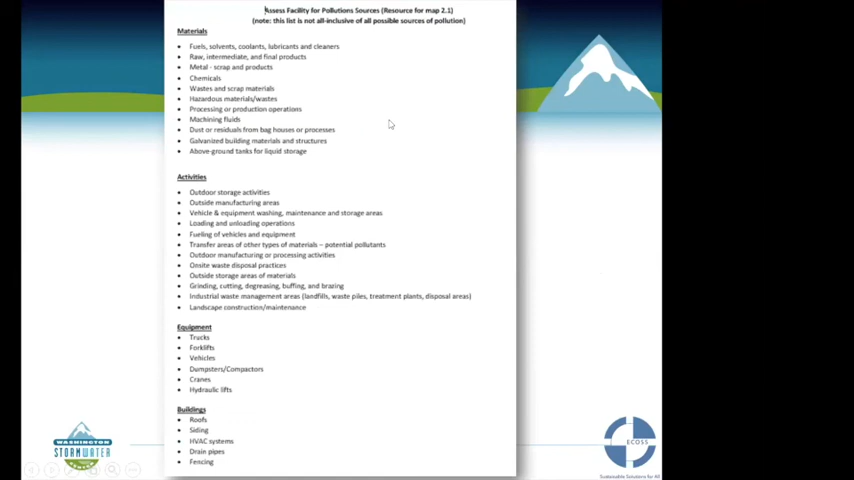 Assess Facility for Pollutions Sources (Resource for map 2.1)
(note: this list is not all-inclusive of all possible sources of pollution)
Materials
• Fuels, solvents, coolants, lubricants and cleaners
• Raw, intermediate, and final products
• Metal - scrap and products
• Chemicals
• Wastes and scrap materials
• Hazardous materials/wastes
• Processing or production operations
• Machining fluids
• Dust or residuals from bag houses or processes
• Galvanized building materials and structures
• Above-ground tanks for liquid storage
Activities
• Outdoor storage activities
• Outside manufacturing areas
• Vehicle & equipment washing, maintenance and storage areas
• Loading and unloading operations
• Fueling of vehicles and equipment
• Transfer areas of other types of materials – potential pollutants
• Outdoor manufacturing or processing activities
• Onsite waste disposal practices
• Outside storage areas of materials
• Grinding, cutting, degreasing, buffing, and brazing
• Industrial waste management areas (landfills, waste piles, treatment plants, disposal areas)
• Landscape construction/maintenance
Equipment
• Trucks
• Forklifts
• Vehicles
• Dumpsters/Compactors
• Cranes
• Hydraulic lifts
Buildings
• Roofs
• Siding
• HVAC systems
• Drain pipes
• Fencing
WASHINGTON
STORMWATER
CENTER
ECOSS
Sustainable Solutions for All